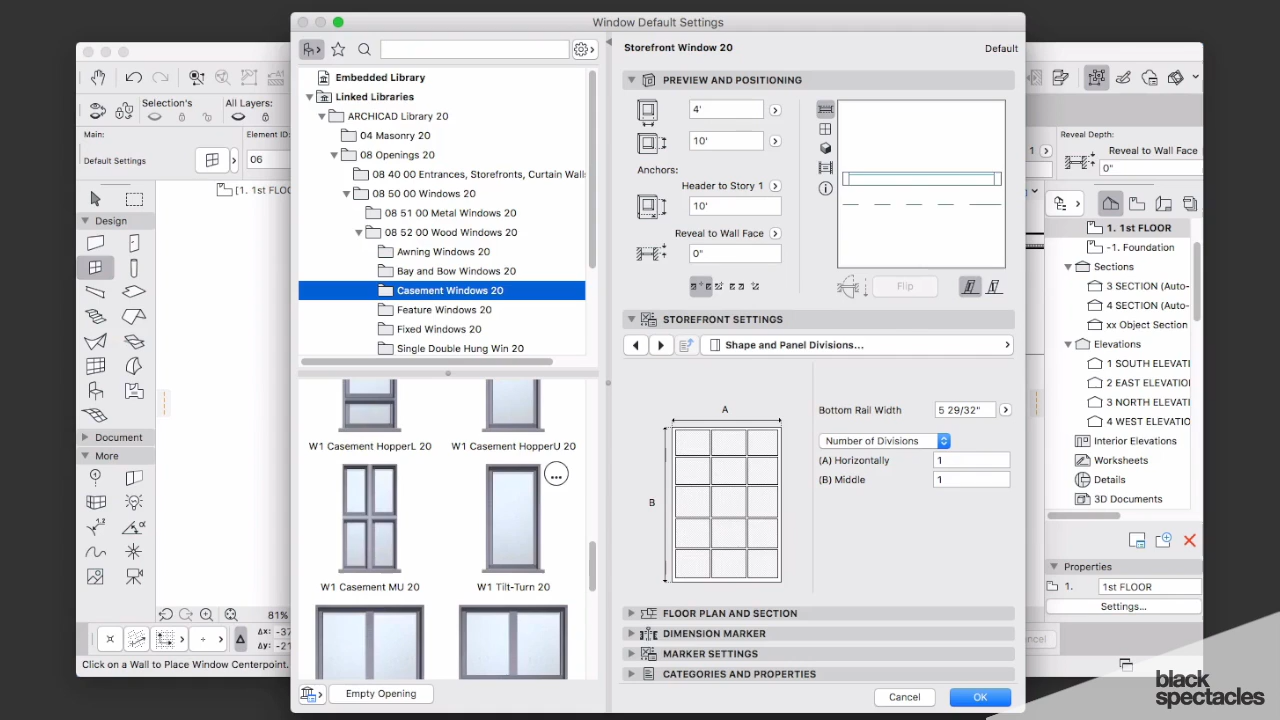 Window Default Settings
Storefront Window 20
Default
Embedded Library
Linked Libraries
ARCHICAD Library 20
04 Masonry 20
08 Openings 20
08 40 00 Entrances, Storefronts, Curtain Wall
08 50 00 Windows 20
08 51 00 Metal Windows 20
08 52 00 Wood Windows 20
Awning Windows 20
Bay and Bow Windows 20
Casement Windows 20
Feature Windows 20
Fixed Windows 20
Single Double Hung Win 20
W1 Casement HopperL 20
W1 Casement HopperU 20
W1 Casement MU 20
W1 Tilt-Turn 20
Empty Opening
PREVIEW AND POSITIONING
4'
10'
Anchors:
Header to Story 1
10'
Reveal to Wall Face
0"
Flip
STOREFRONT SETTINGS
Shape and Panel Divisions...
A
B
Bottom Rail Width
5 29/32"
Number of Divisions
(A) Horizontally
1
(B) Middle
1
FLOOR PLAN AND SECTION
DIMENSION MARKER
MARKER SETTINGS
CATEGORIES AND PROPERTIES
Cancel
OK
Selection's
All Layers:
Main:
Element ID:
Default Settings
06
[1. 1st FLOO
Design
Document
More
81%
Δx: -37
Δy: -21
Click on a Wall to Place Window Centerpoint.
Reveal Depth:
1
Reveal to Wall Face
0"
1. 1st FLOOR
-1. Foundation
Sections
3 SECTION (Auto-
4 SECTION (Auto-
xx Object Section
Elevations
1 SOUTH ELEVATI
2 EAST ELEVATIO
3 NORTH ELEVATI
4 WEST ELEVATIO
Interior Elevations
Worksheets
Details
3D Documents
Properties
1.
1st FLOOR
Settings...
ncel
black
spectacles